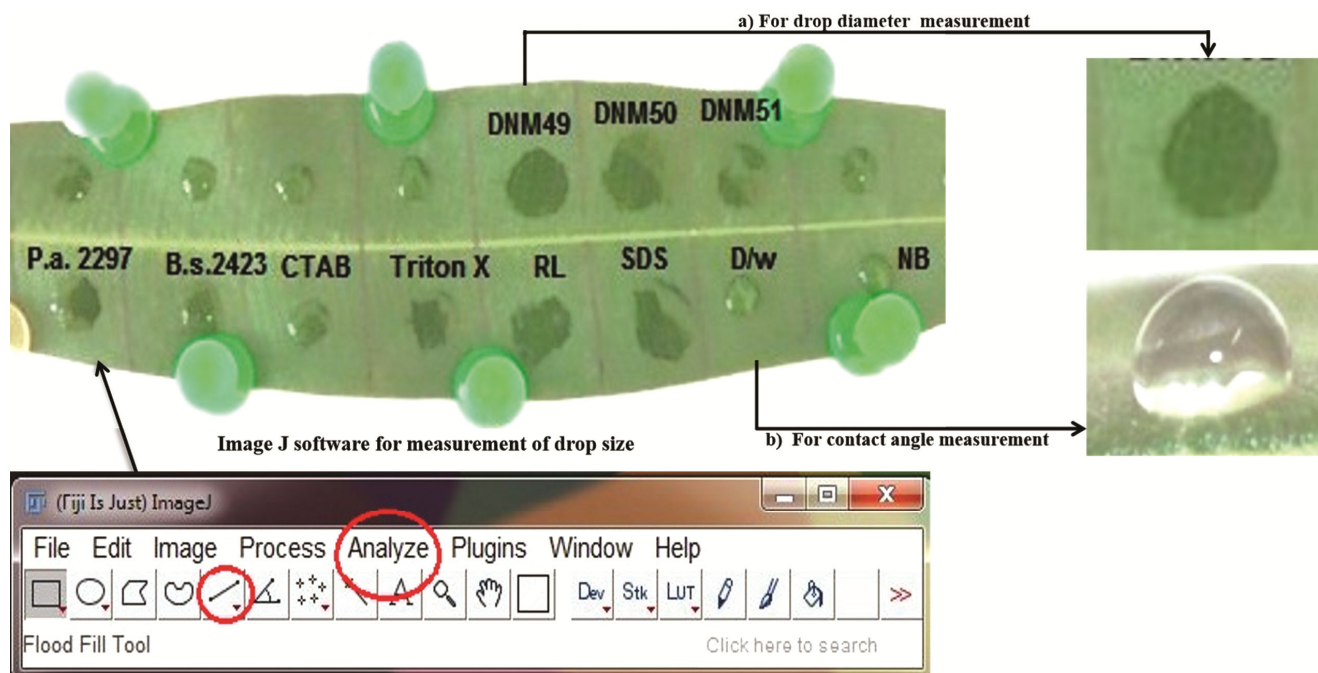 a) For drop diameter measurement
DNM49 DNM50 DNM51
P.a. 2297 B.s.2423 CTAB Triton X RL SDS D/w NB
Image J software for measurement of drop size
b) For contact angle measurement
(Fiji Is Just) ImageJ
File Edit Image Process Analyze Plugins Window Help
A Dev Stk LUT >>
Flood Fill Tool Click here to search